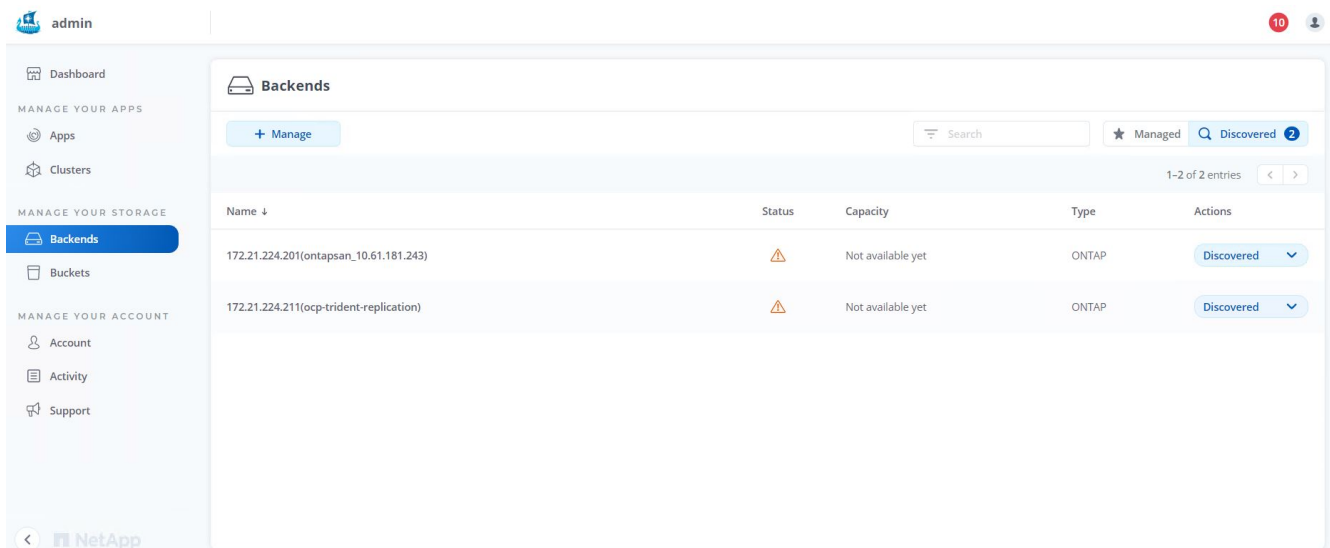 admin
10
Dashboard
MANAGE YOUR APPS
Apps
Clusters
MANAGE YOUR STORAGE
Backends
Buckets
MANAGE YOUR ACCOUNT
Account
Activity
Support
NetApp
Backends
+ Manage
Search
Managed
Discovered 2
1–2 of 2 entries
Name ↓ Status Capacity Type Actions
172.21.224.201(ontapsan_10.61.181.243) Not available yet ONTAP Discovered
172.21.224.211(ocp-trident-replication) Not available yet ONTAP Discovered